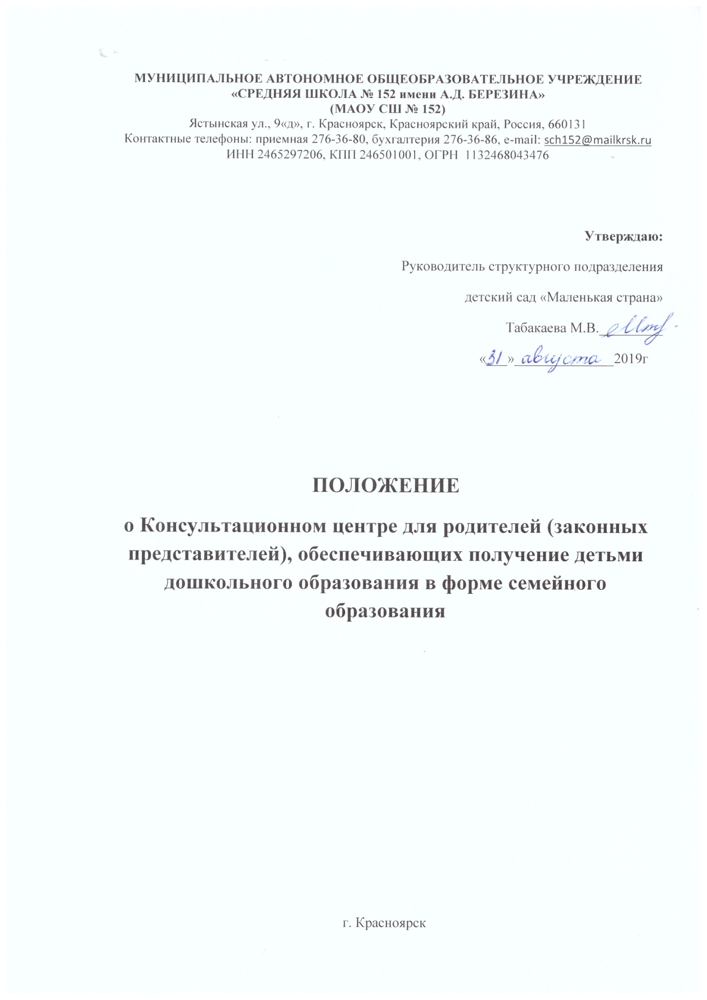 МУНИЦИПАЛЬНОЕ АВТОНОМНОЕ ОБЩЕОБРАЗОВАТЕЛЬНОЕ УЧРЕЖДЕНИЕ
«СРЕДНЯЯ ШКОЛА № 152 имени А.Д. БЕРЕЗИНА»
(МАОУ СШ № 152)
Ястынская ул., 9«д», г. Красноярск, Красноярский край, Россия, 660131
Контактные телефоны: приемная 276-36-80, бухгалтерия 276-36-86, e-mail: sch152@mailkrsk.ru
ИНН 2465297206, КПП 246501001, ОГРН 1132468043476
Утверждаю:
Руководитель структурного подразделения
детский сад «Маленькая страна»
Табакаева М.В.
«31» августа 2019г
ПОЛОЖЕНИЕ
о Консультационном центре для родителей (законных
представителей), обеспечивающих получение детьми
дошкольного образования в форме семейного
образования
г. Красноярск